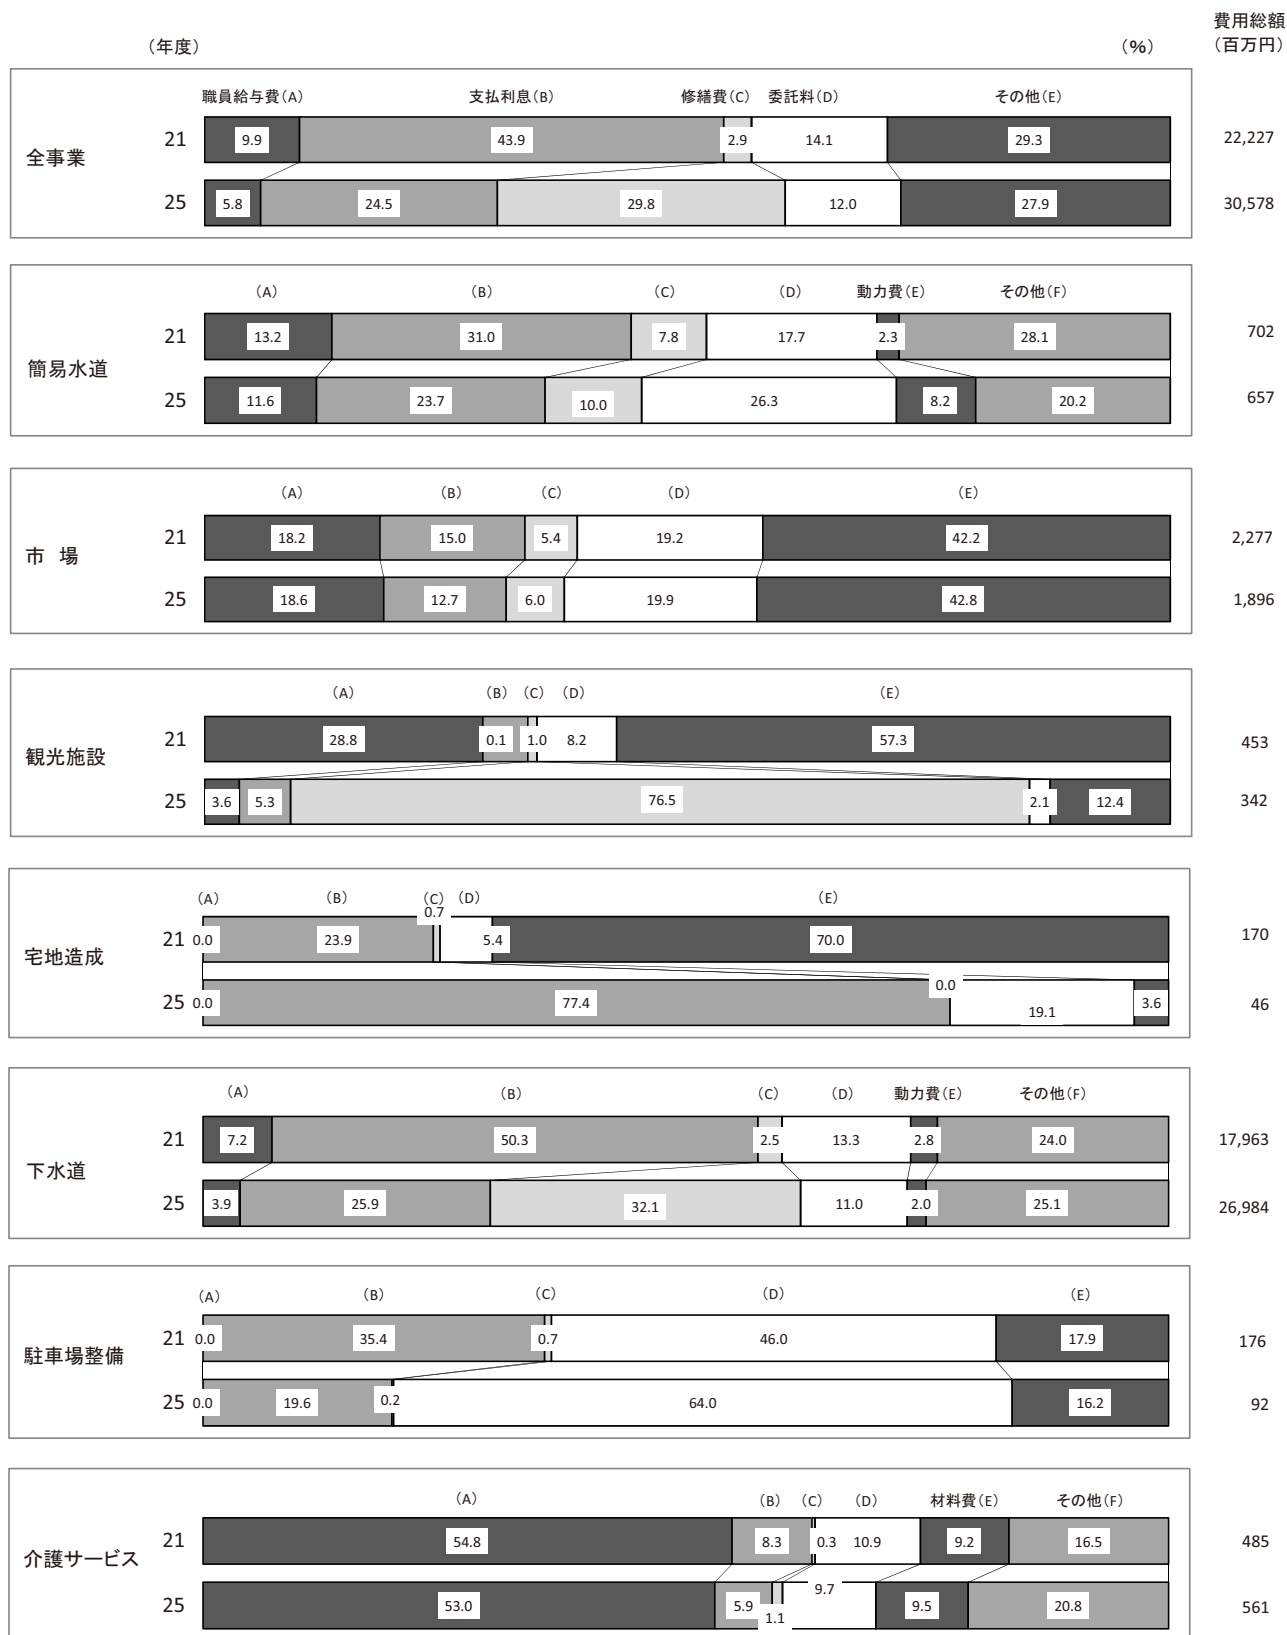 費用総額
（年度） （%） （百万円）
職員給与費（A） 支払利息（B） 修繕費（C） 委託料（D） その他（E）
21 9.9 43.9 2.9 14.1 29.3 22,227
全事業
25 5.8 24.5 29.8 12.0 27.9 30,578
（A） （B） （C） （D） 動力費（E） その他（F）
21 13.2 31.0 7.8 17.7 2.3 28.1 702
簡易水道
25 11.6 23.7 10.0 26.3 8.2 20.2 657
（A） （B） （C） （D） （E）
21 18.2 15.0 5.4 19.2 42.2 2,277
市 場
25 18.6 12.7 6.0 19.9 42.8 1,896
（A） （B） （C） （D） （E）
21 28.8 0.1 1.0 8.2 57.3 453
観光施設
25 3.6 5.3 76.5 2.1 12.4 342
（A） （B） （C） （D） （E）
21 0.0 23.9 0.7 5.4 70.0 170
宅地造成
25 0.0 77.4 0.0 19.1 3.6 46
（A） （B） （C） （D） 動力費（E） その他（F）
21 7.2 50.3 2.5 13.3 2.8 24.0 17,963
下水道
25 3.9 25.9 32.1 11.0 2.0 25.1 26,984
（A） （B） （C） （D） （E）
21 0.0 35.4 0.7 46.0 17.9 176
駐車場整備
25 0.0 19.6 0.2 64.0 16.2 92
（A） （B） （C） （D） 材料費（E） その他（F）
21 54.8 8.3 0.3 10.9 9.2 16.5 485
介護サービス
25 53.0 5.9 1.1 9.7 9.5 20.8 561